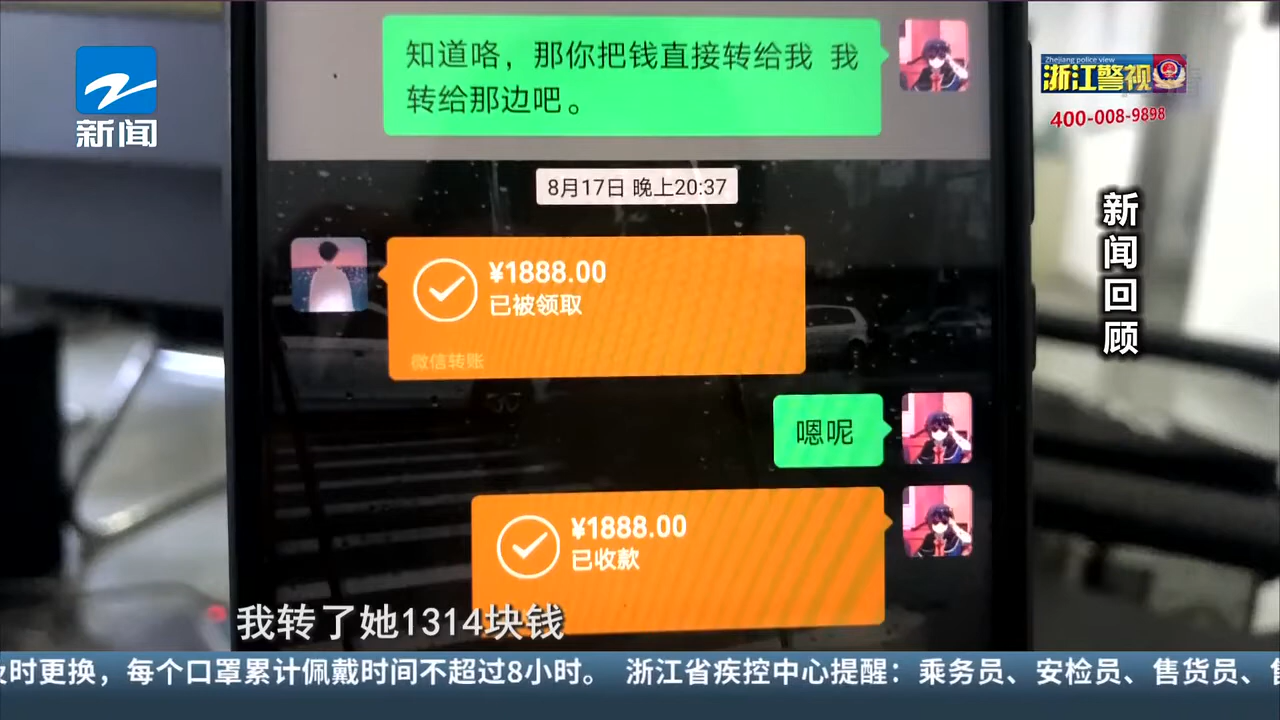 知道咯，那你把钱直接转给我 我
转给那边吧。
新闻
Zhejiang police view
浙江警视
400-008-9898
8月17日 晚上20:37
新闻回顾
¥1888.00
已被领取
微信转账
嗯呢
¥1888.00
已收款
我转了她1314块钱
时更换，每个口罩累计佩戴时间不超过8小时。 浙江省疾控中心提醒：乘务员、安检员、售货员、